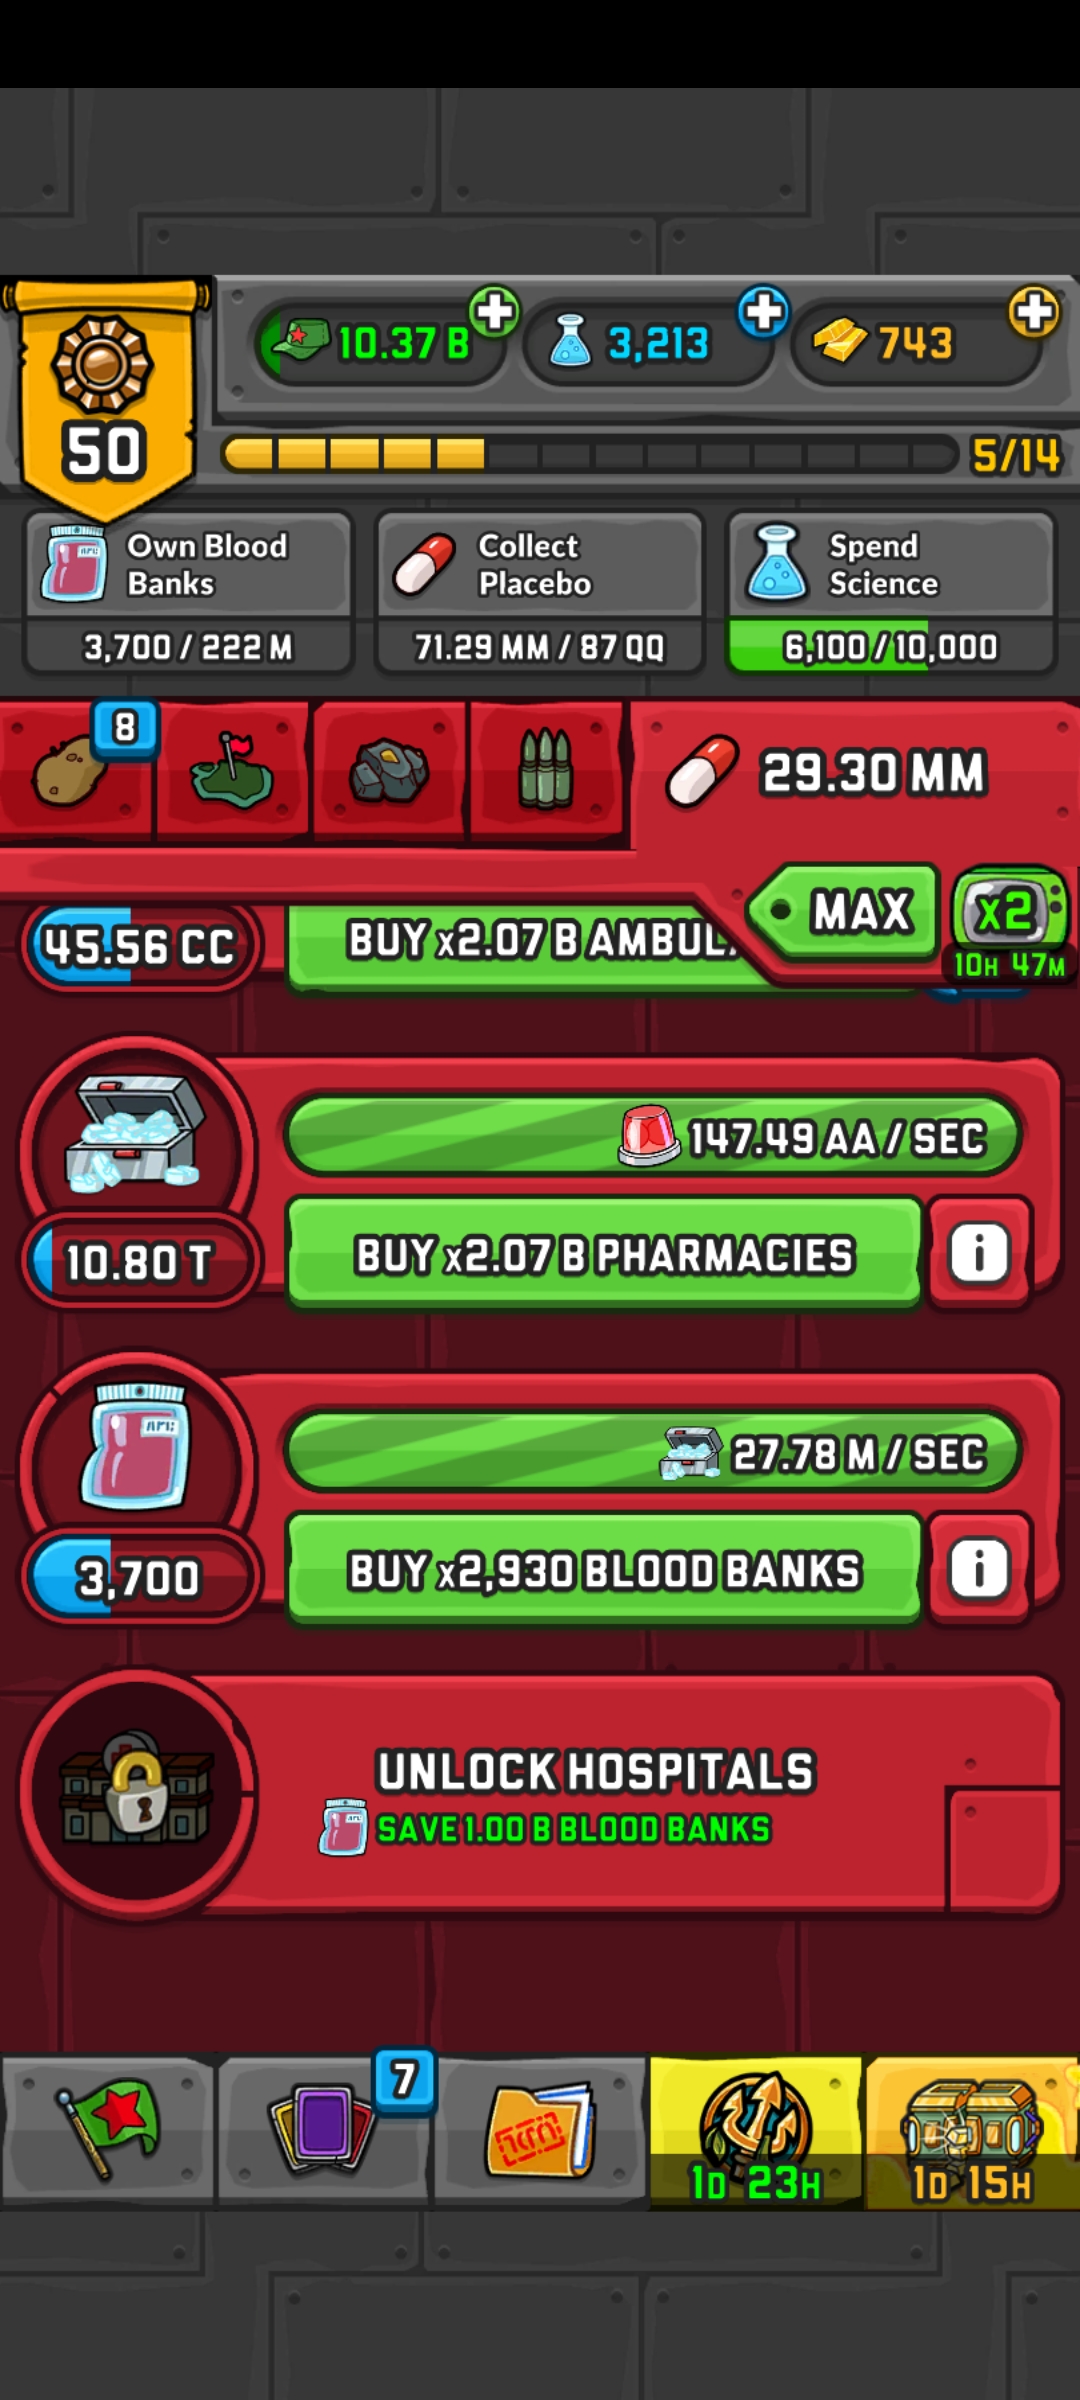 10.37 B
3,213
743
50
5/14
Own Blood
Banks
3,700 / 222 M
Collect
Placebo
71.29 MM / 87 QQ
Spend
Science
6,100 / 10,000
8
29.30 MM
MAX
x2
10H 47M
45.56 CC
BUY x2.07 B AMBUL
147.49 AA / SEC
10.80 T
BUY x2.07 B PHARMACIES
i
27.78 M / SEC
3,700
BUY x2,930 BLOOD BANKS
i
UNLOCK HOSPITALS
SAVE 1.00 B BLOOD BANKS
7
1D 23H
1D 15H